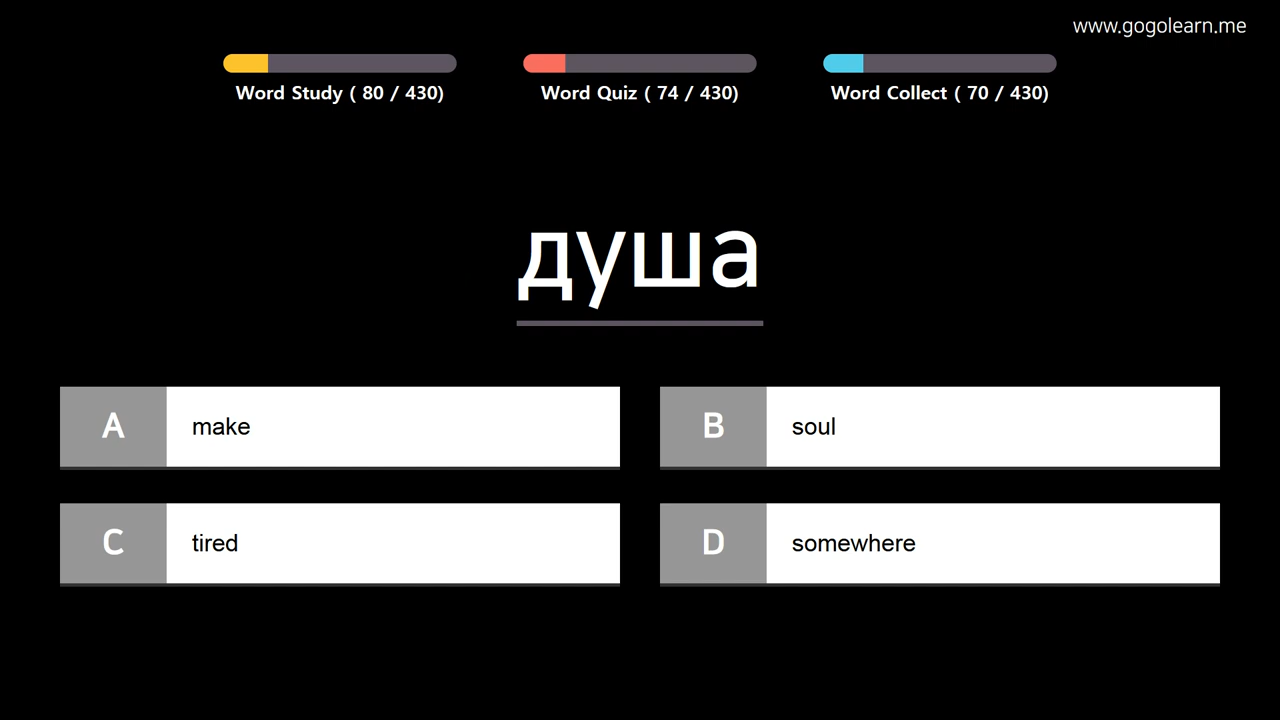 www.gogolearn.me
Word Study ( 80 / 430)
Word Quiz ( 74 / 430)
Word Collect ( 70 / 430)
душа
A make
B soul
C tired
D somewhere